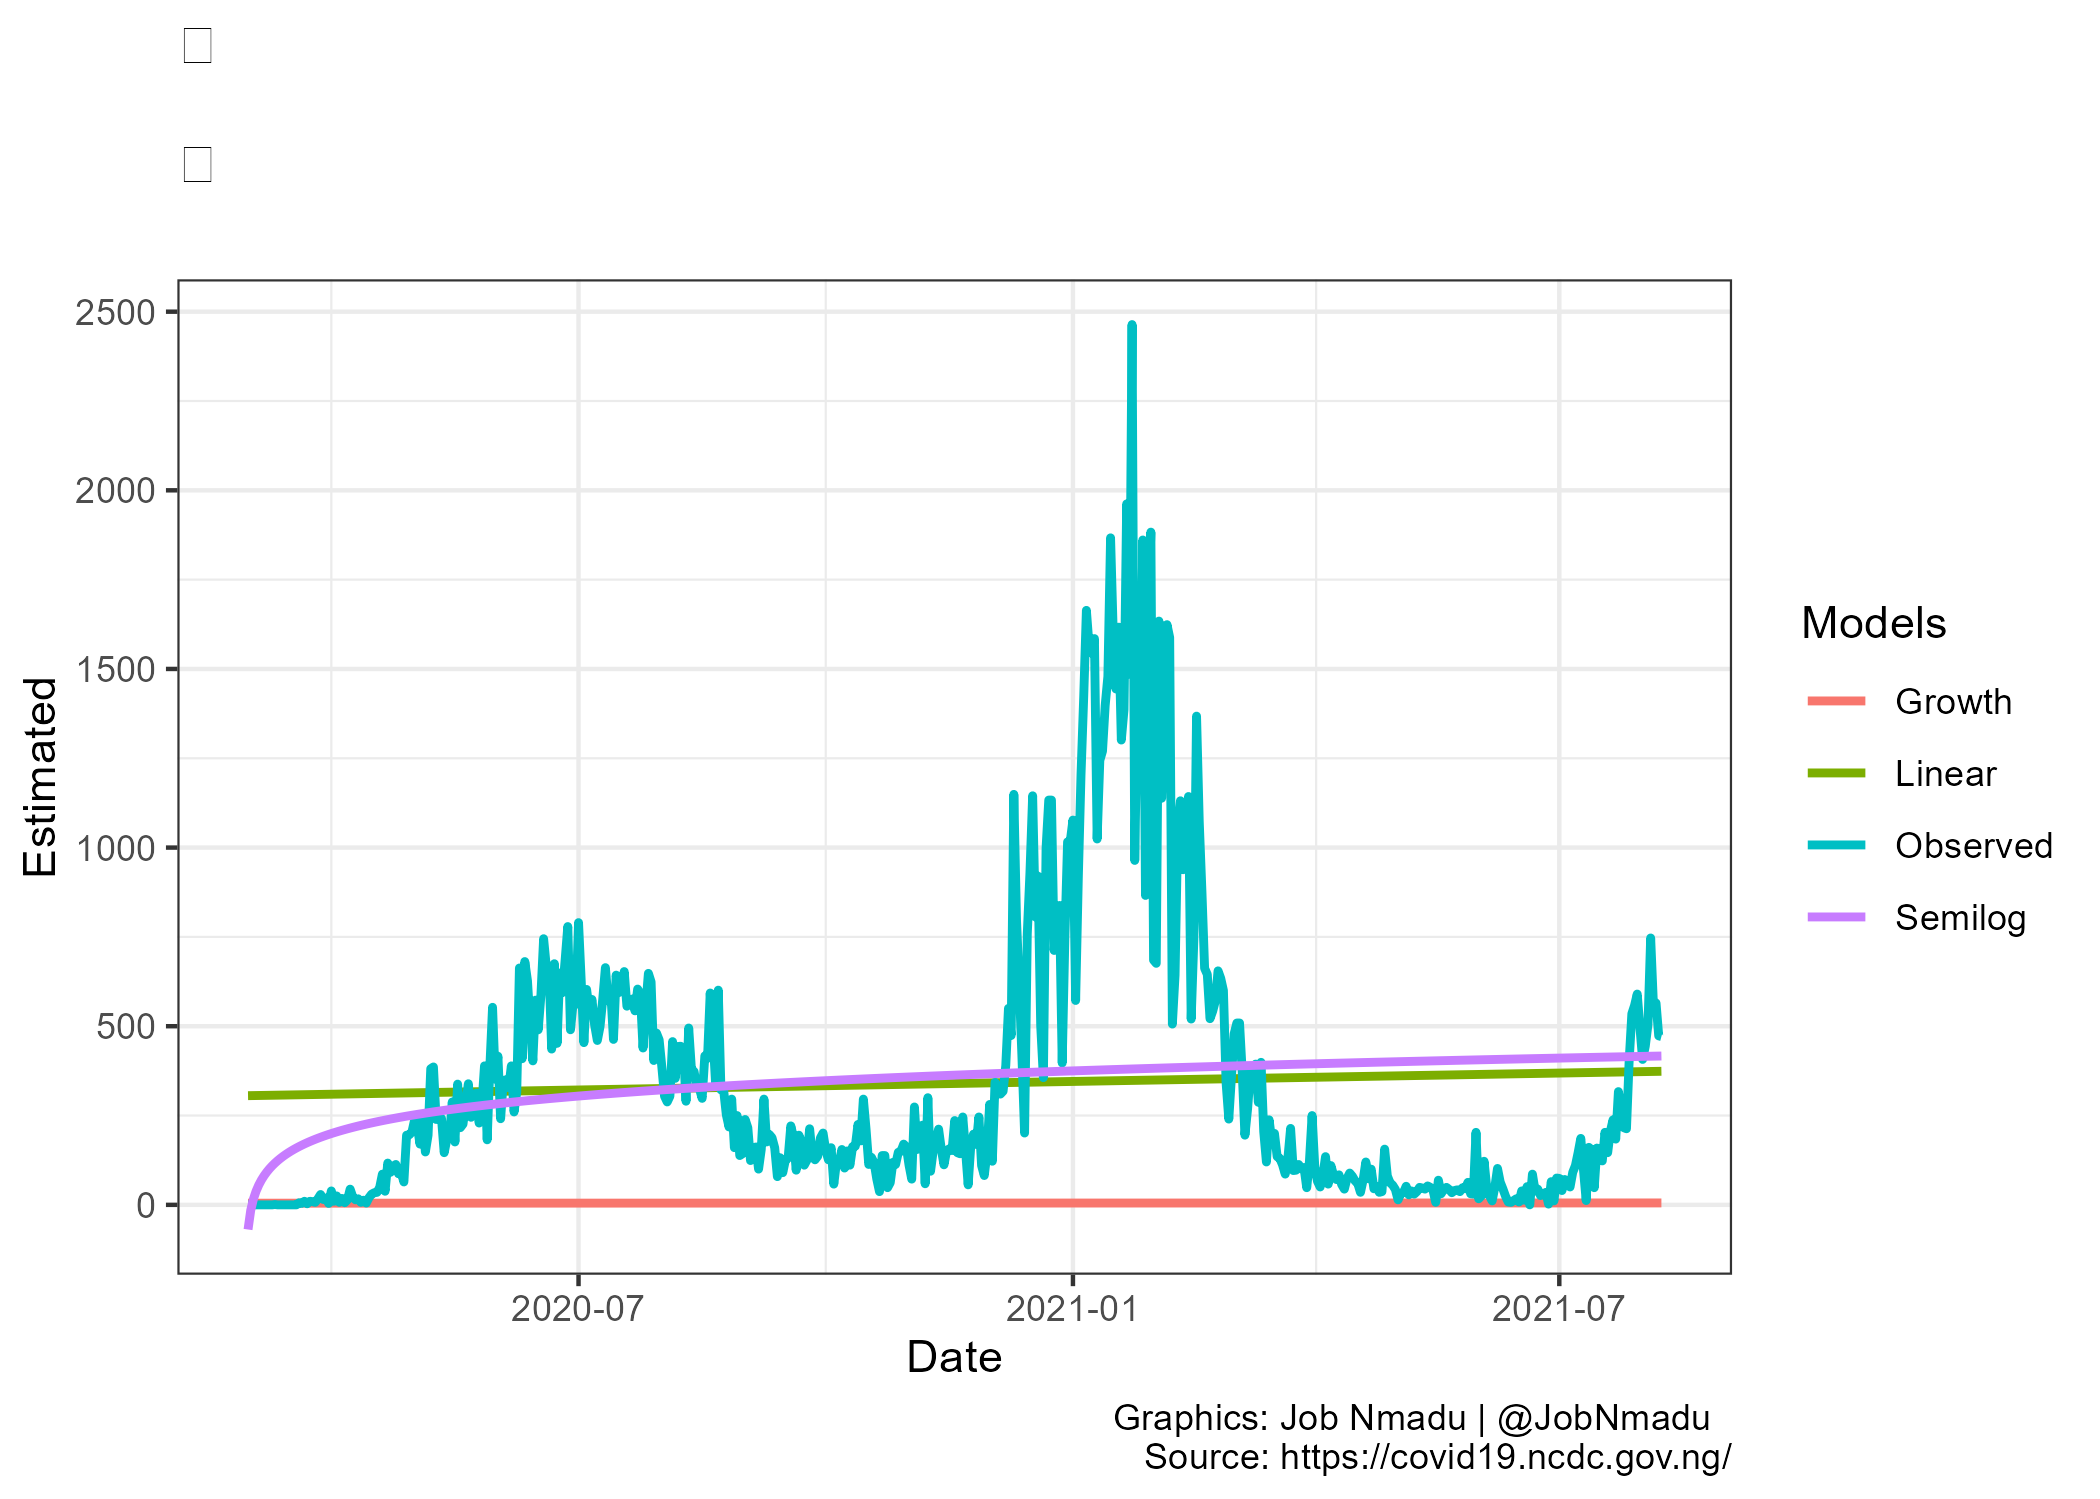 2500
2000
1500
1000
500
0
Estimated
2020-07
2021-01
2021-07
Date
Models
Growth
Linear
Observed
Semilog
Graphics: Job Nmadu | @JobNmadu
Source: https://covid19.ncdc.gov.ng/